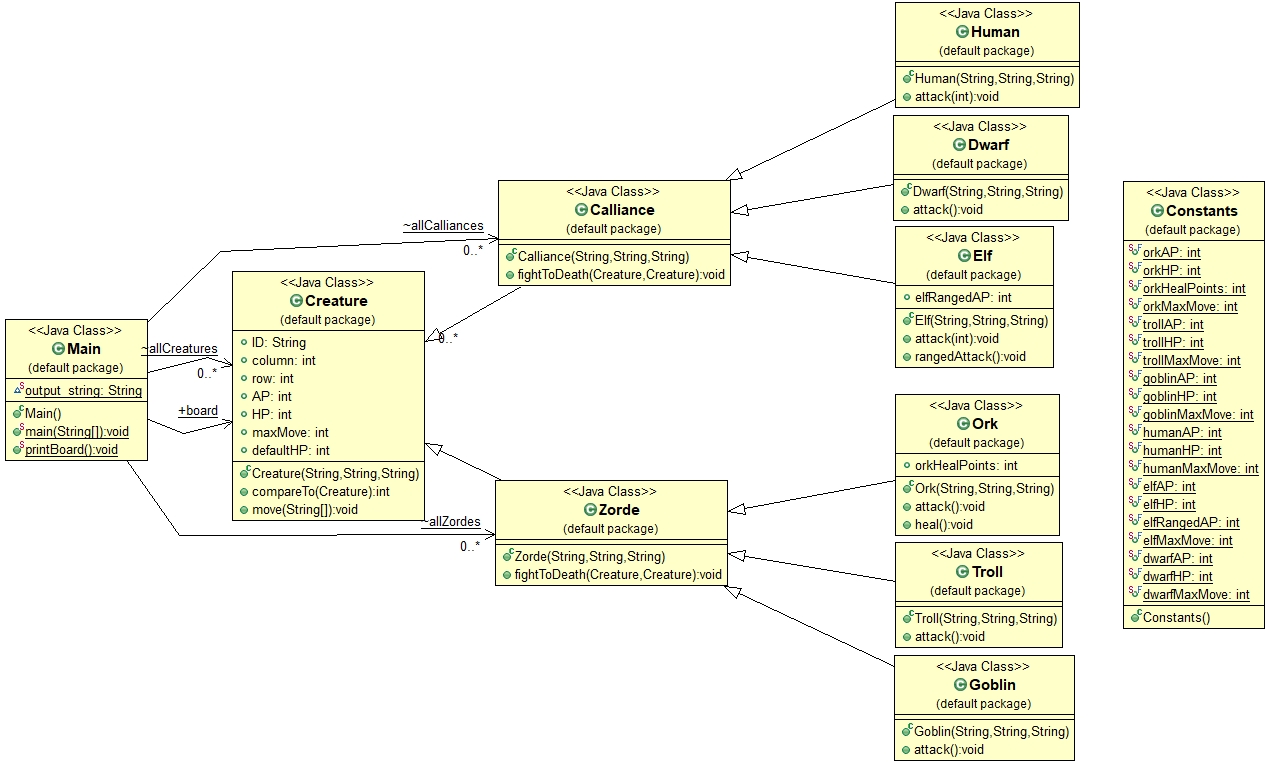 <<Java Class>>
Human
(default package)
Human(String,String,String)
attack(int):void
<<Java Class>>
Dwarf
(default package)
Dwarf(String,String,String)
attack():void
<<Java Class>>
Elf
(default package)
elfRangedAP: int
Elf(String,String,String)
attack(int):void
rangedAttack():void
<<Java Class>>
Calliance
(default package)
Calliance(String,String,String)
fightToDeath(Creature,Creature):void
~allCalliances
0..*
<<Java Class>>
Creature
(default package)
ID: String
column: int
row: int
AP: int
HP: int
maxMove: int
defaultHP: int
Creature(String,String,String)
compareTo(Creature):int
move(String[]):void
0..*
<<Java Class>>
Main
(default package)
output_string: String
Main()
main(String[]):void
printBoard():void
~allCreatures
0..*
+board
~allZordes
0..*
<<Java Class>>
Zorde
(default package)
Zorde(String,String,String)
fightToDeath(Creature,Creature):void
<<Java Class>>
Ork
(default package)
orkHealPoints: int
Ork(String,String,String)
attack():void
heal():void
<<Java Class>>
Troll
(default package)
Troll(String,String,String)
attack():void
<<Java Class>>
Goblin
(default package)
Goblin(String,String,String)
attack():void
<<Java Class>>
Constants
(default package)
orkAP: int
orkHP: int
orkHealPoints: int
orkMaxMove: int
trollAP: int
trollHP: int
trollMaxMove: int
goblinAP: int
goblinHP: int
goblinMaxMove: int
humanAP: int
humanHP: int
humanMaxMove: int
elfAP: int
elfHP: int
elfRangedAP: int
elfMaxMove: int
dwarfAP: int
dwarfHP: int
dwarfMaxMove: int
Constants()